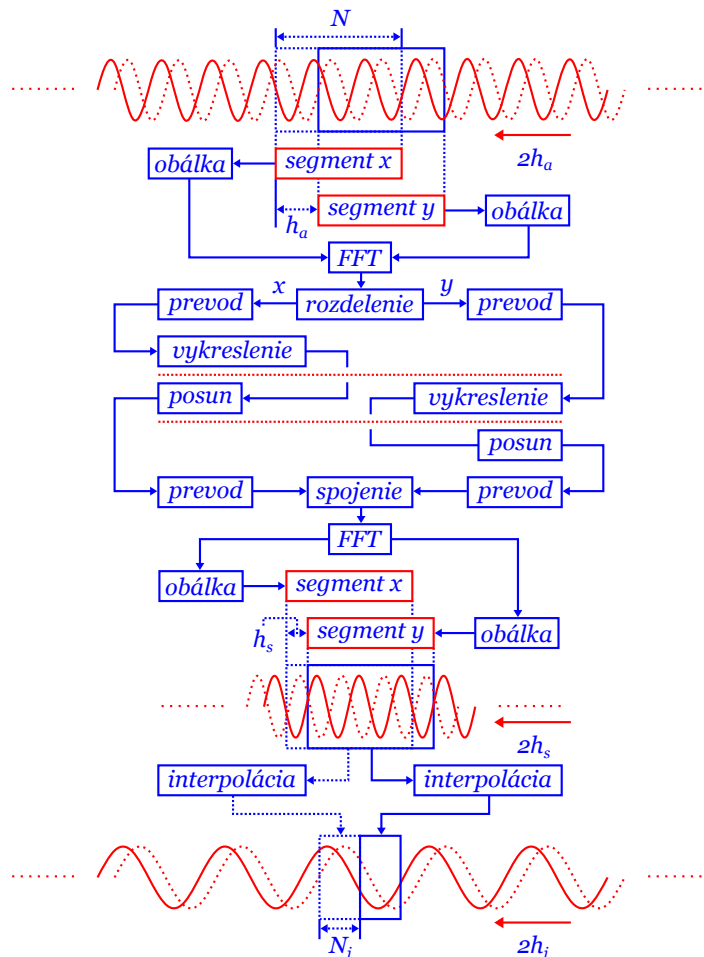 N
2hₐ
obálka
segment x
segment y
obálka
hₐ
FFT
x
y
prevod
rozdelenie
prevod
vykreslenie
posun
vykreslenie
posun
prevod
spojenie
prevod
FFT
obálka
segment x
segment y
obálka
hₛ
2hₛ
interpolácia
interpolácia
Nᵢ
2hᵢ